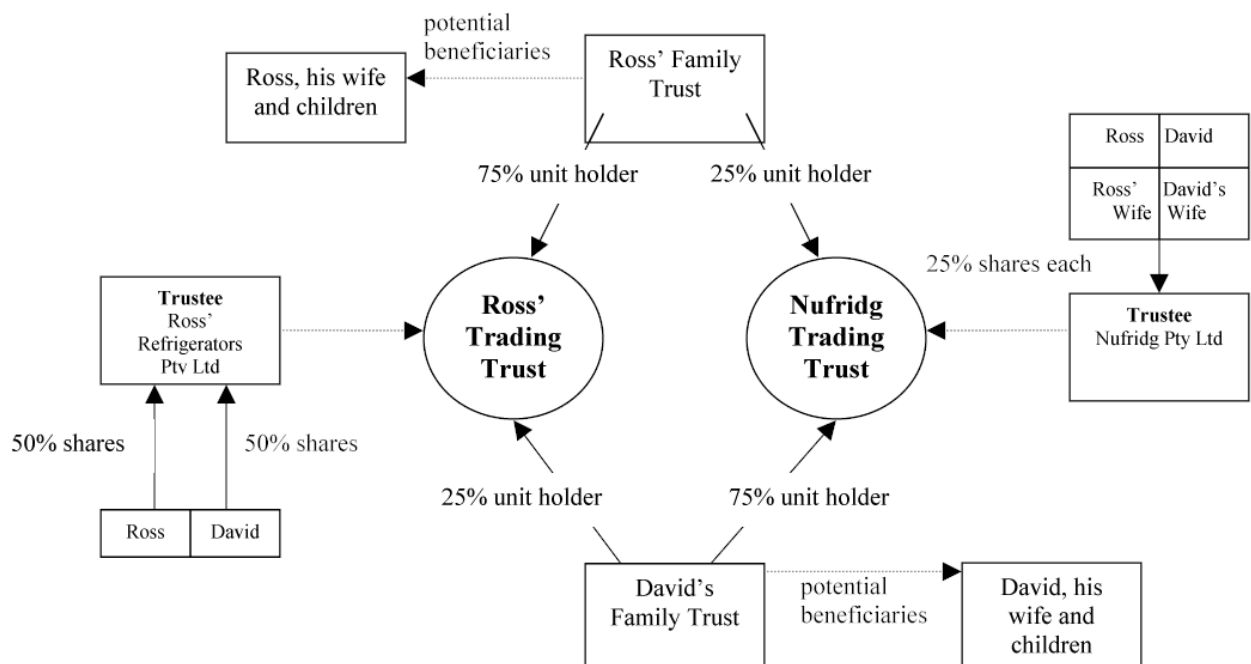 potential
beneficiaries
Ross, his wife
and children
Ross’ Family
Trust
Ross
David
Ross’
Wife
David’s
Wife
75% unit holder
25% unit holder
25% shares each
Trustee
Ross’
Refrigerators
Pty Ltd
Ross’
Trading
Trust
Nufridg
Trading
Trust
Trustee
Nufridg Pty Ltd
50% shares
50% shares
25% unit holder
75% unit holder
Ross
David
David’s
Family Trust
potential
beneficiaries
David, his
wife and
children